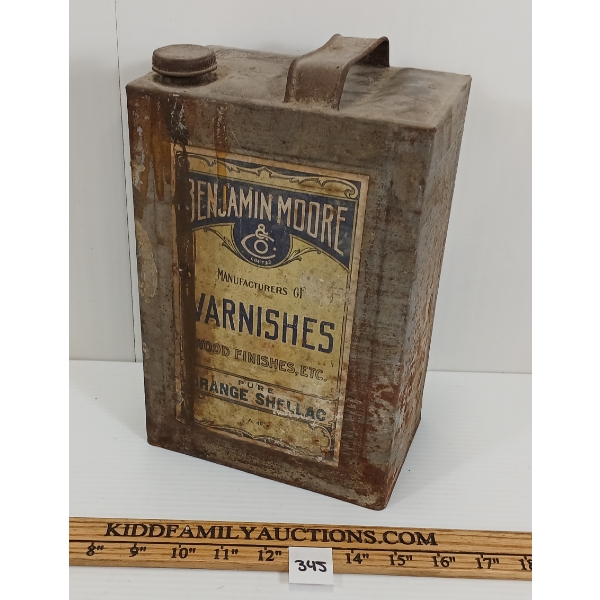 BENJAMIN MOORE
& Co.
LIMITED
MANUFACTURERS OF
VARNISHES
WOOD FINISHES, ETC.
PURE
ORANGE SHELLAC
KIDDFAMILYAUCTIONS.COM
8" 9" 10" 11" 12" 14" 15" 16" 17" 18
345